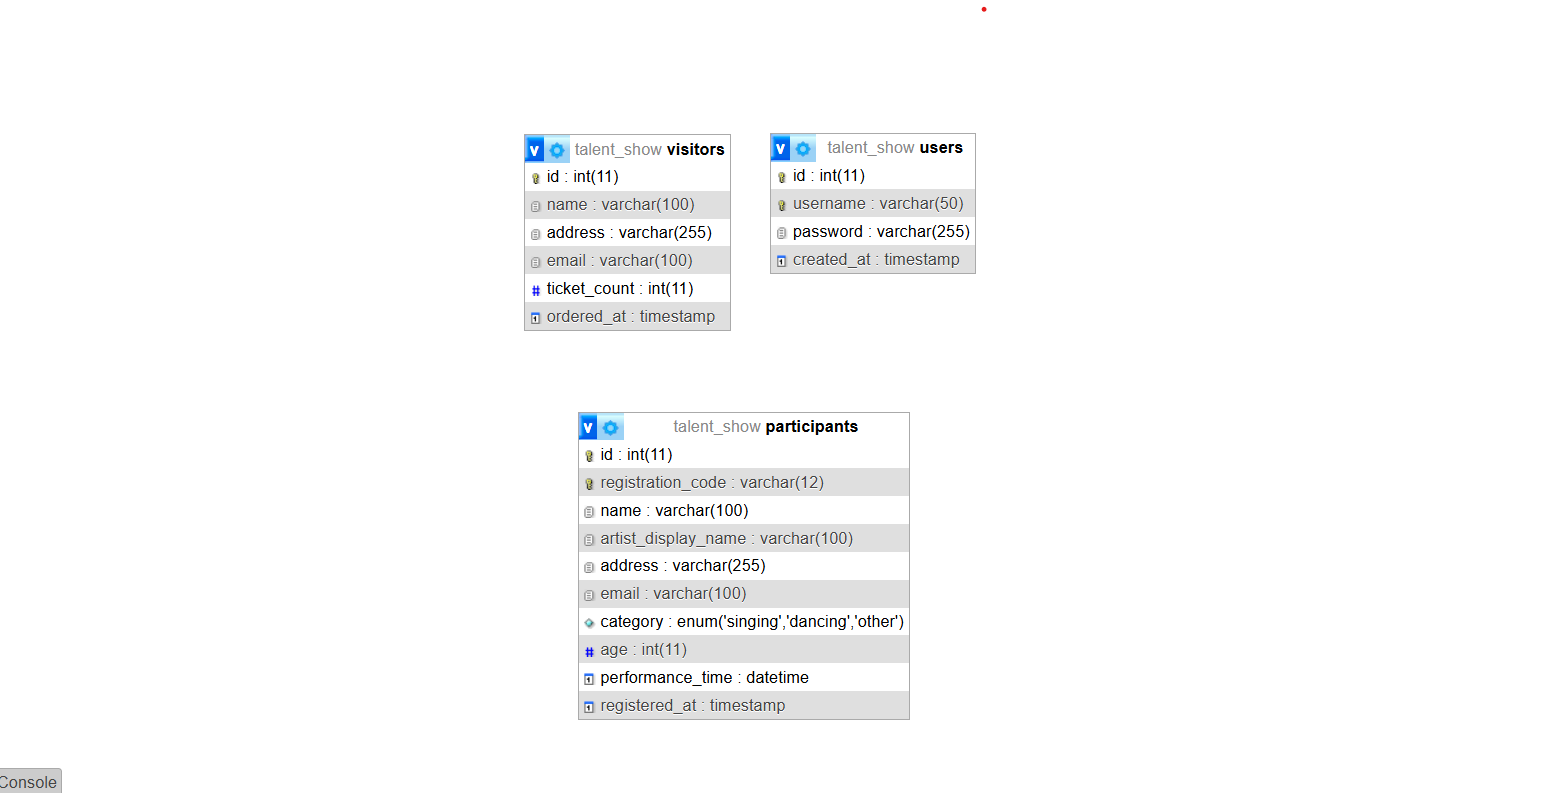 v talent_show visitors
id : int(11)
name : varchar(100)
address : varchar(255)
email : varchar(100)
# ticket_count : int(11)
ordered_at : timestamp
v talent_show users
id : int(11)
username : varchar(50)
password : varchar(255)
created_at : timestamp
v talent_show participants
id : int(11)
registration_code : varchar(12)
name : varchar(100)
artist_display_name : varchar(100)
address : varchar(255)
email : varchar(100)
category : enum('singing','dancing','other')
# age : int(11)
performance_time : datetime
registered_at : timestamp
Console